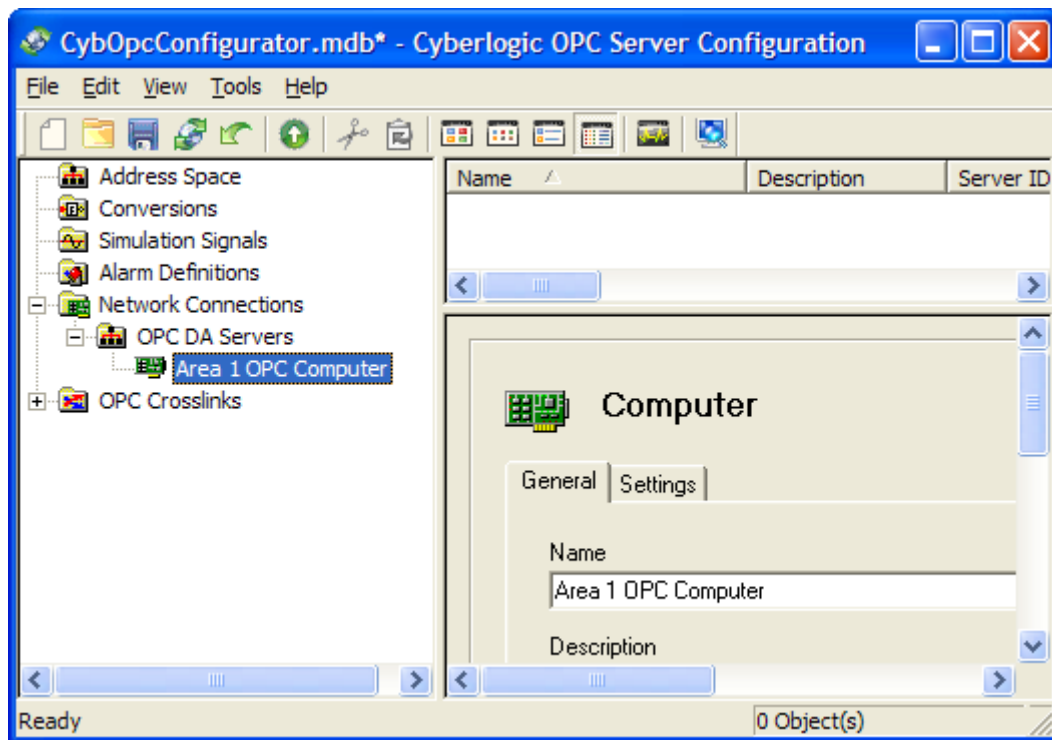 CybOpcConfigurator.mdb* - Cyberlogic OPC Server Configuration
File Edit View Tools Help
Address Space
Conversions
Simulation Signals
Alarm Definitions
Network Connections
OPC DA Servers
Area 1 OPC Computer
OPC Crosslinks
Name Description Server ID
Computer
General Settings
Name
Area 1 OPC Computer
Description
Ready 0 Object(s)